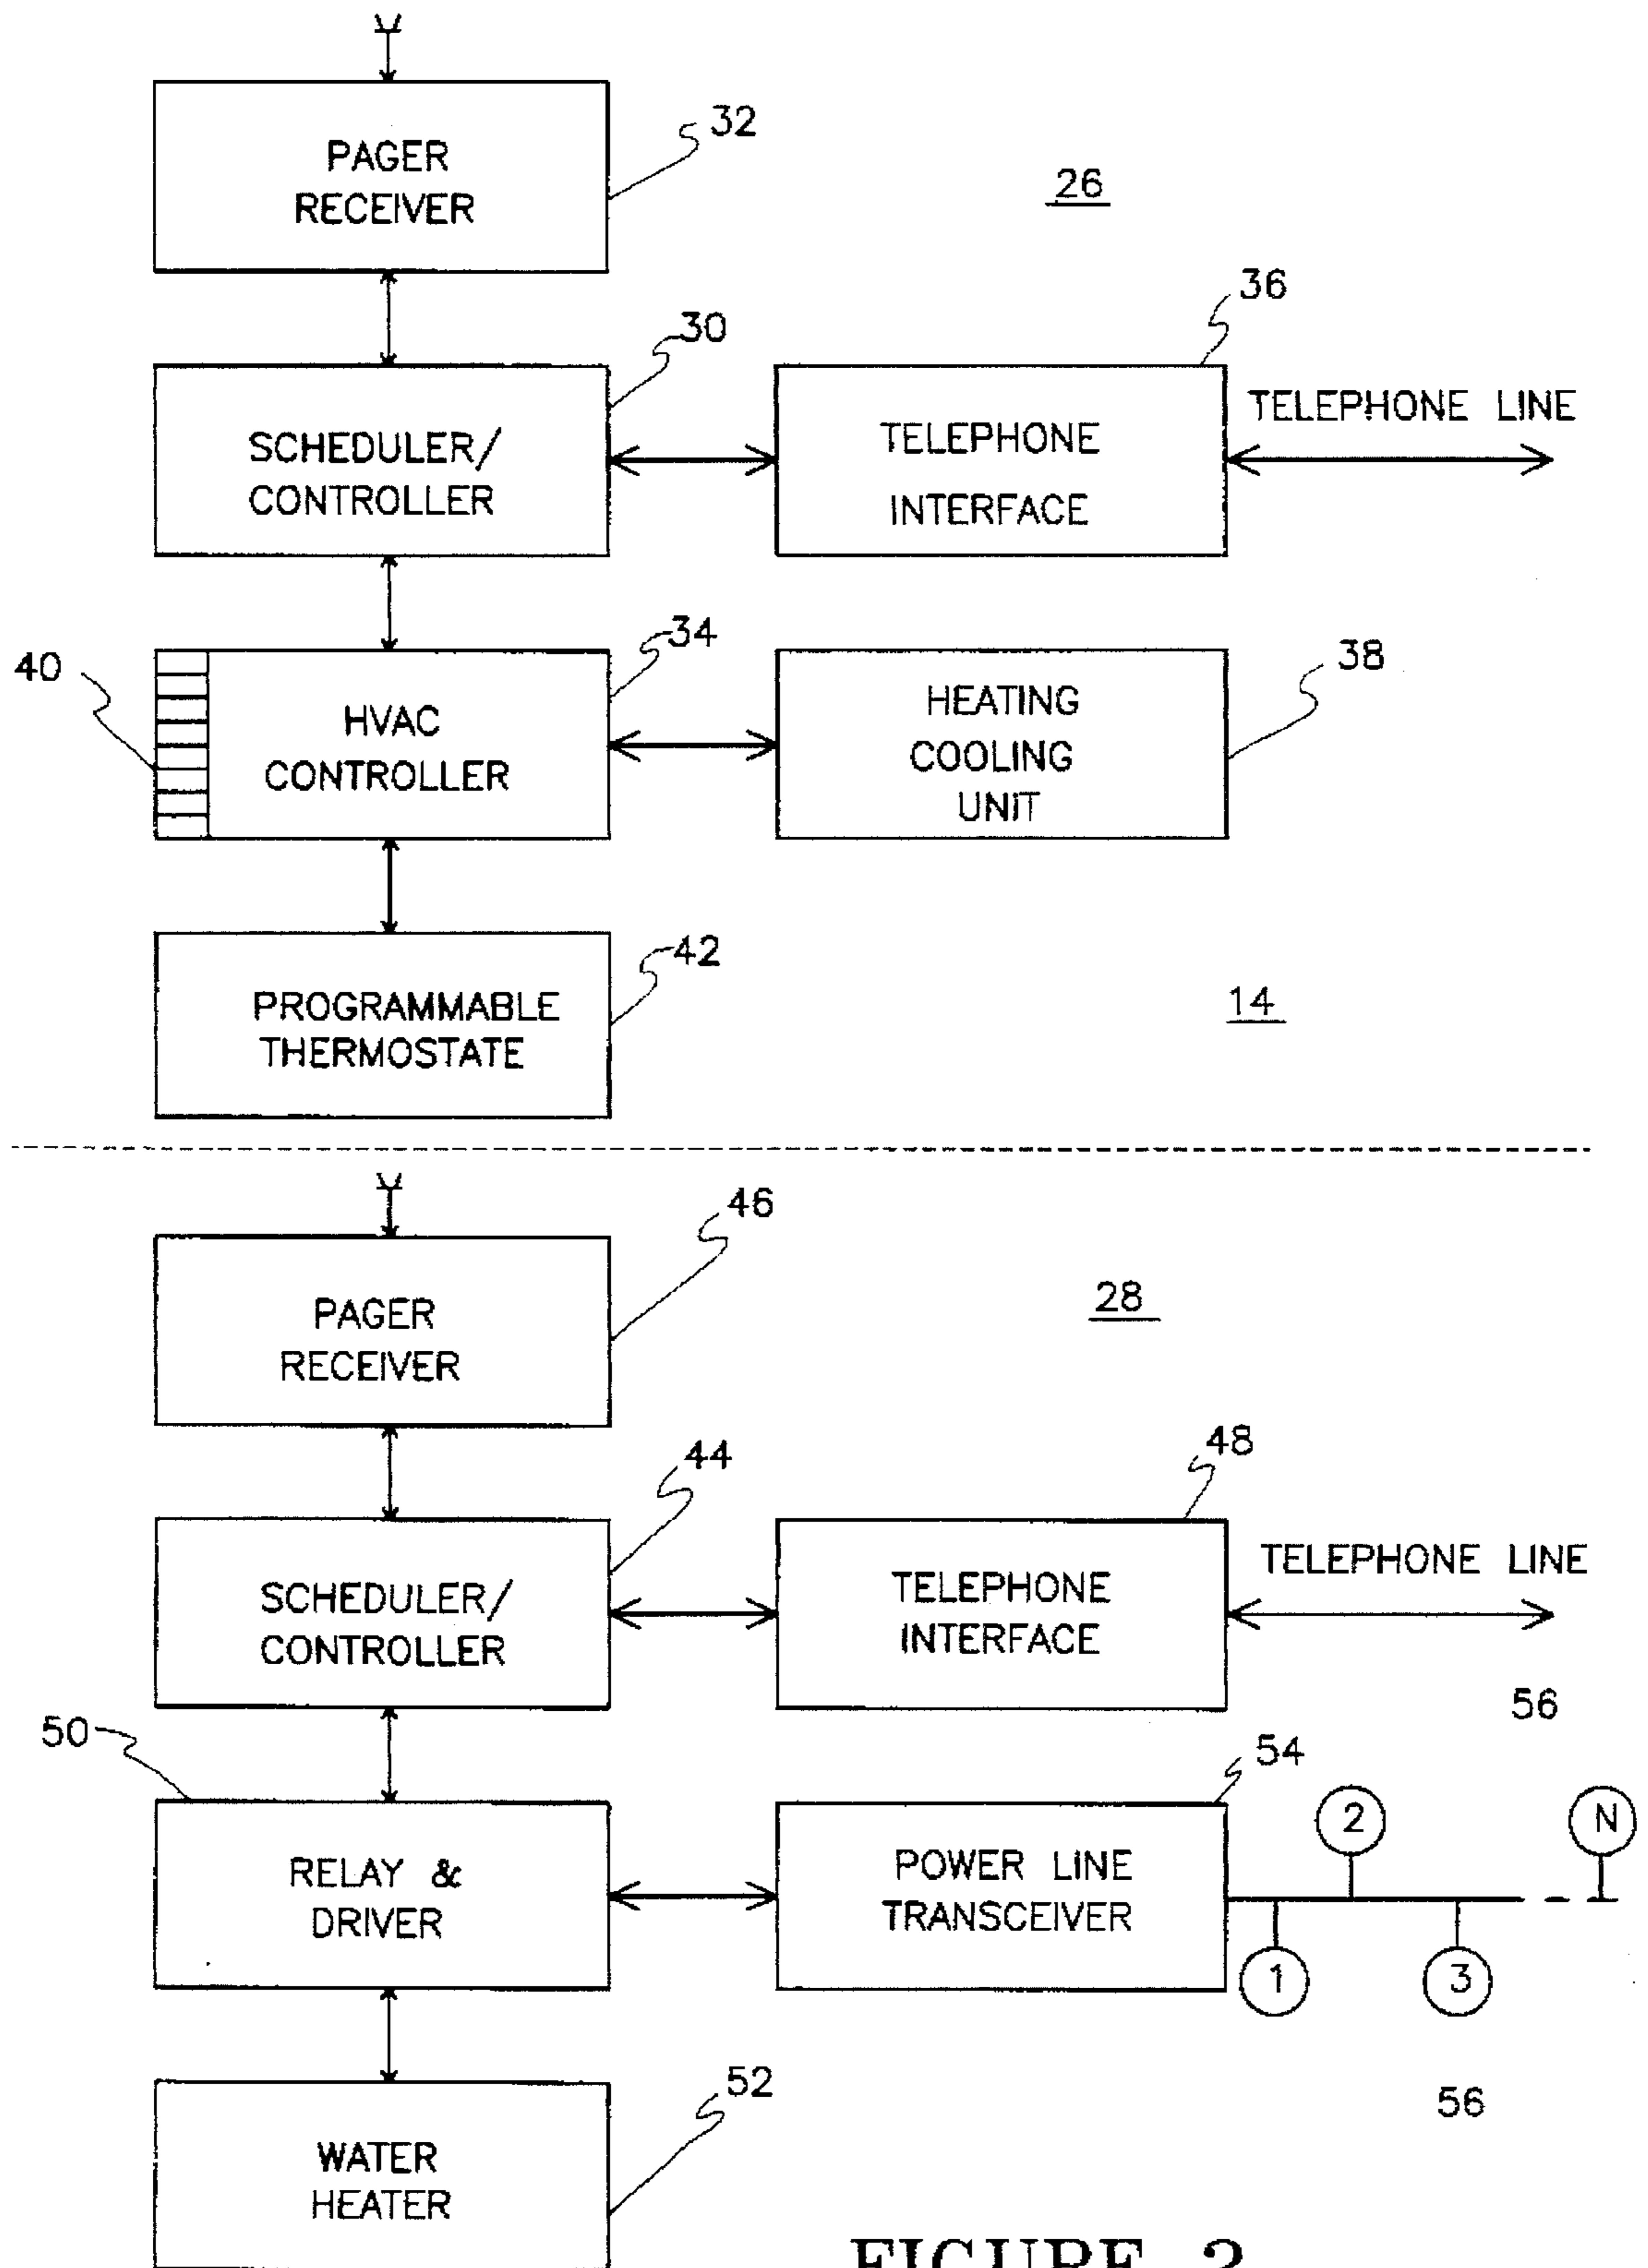 32
PAGER
RECEIVER
26
36
30
TELEPHONE LINE
SCHEDULER/
CONTROLLER
TELEPHONE
INTERFACE
34
38
40
HVAC
CONTROLLER
HEATING
COOLING
UNIT
42
PROGRAMMABLE
THERMOSTATE
14
46
28
PAGER
RECEIVER
44
48
TELEPHONE LINE
SCHEDULER/
CONTROLLER
TELEPHONE
INTERFACE
56
50
54
2
N
RELAY &
DRIVER
POWER LINE
TRANSCEIVER
1
3
52
56
WATER
HEATER
FIGURE 2